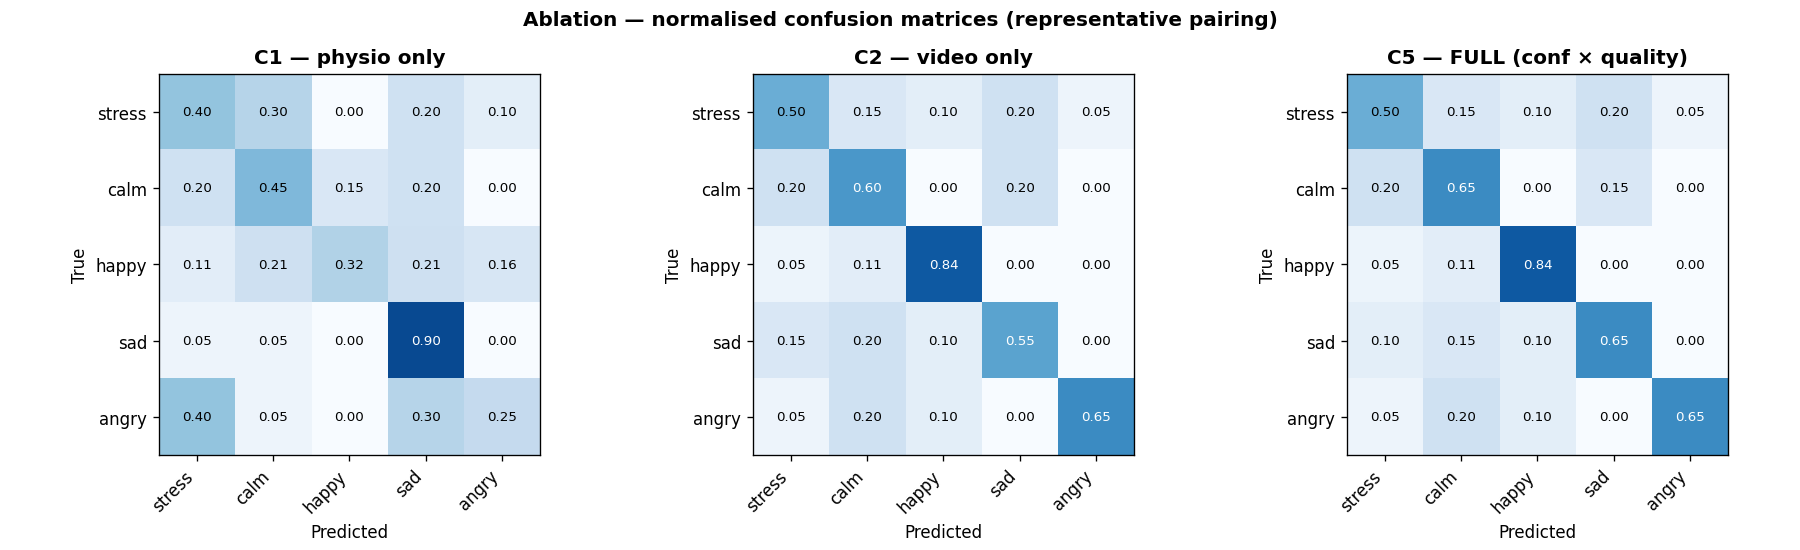 Ablation — normalised confusion matrices (representative pairing)
C1 — physio only
True
stress 0.40 0.30 0.00 0.20 0.10
calm 0.20 0.45 0.15 0.20 0.00
happy 0.11 0.21 0.32 0.21 0.16
sad 0.05 0.05 0.00 0.90 0.00
angry 0.40 0.05 0.00 0.30 0.25
stress calm happy sad angry
Predicted
C2 — video only
True
stress 0.50 0.15 0.10 0.20 0.05
calm 0.20 0.60 0.00 0.20 0.00
happy 0.05 0.11 0.84 0.00 0.00
sad 0.15 0.20 0.10 0.55 0.00
angry 0.05 0.20 0.10 0.00 0.65
stress calm happy sad angry
Predicted
C5 — FULL (conf × quality)
True
stress 0.50 0.15 0.10 0.20 0.05
calm 0.20 0.65 0.00 0.15 0.00
happy 0.05 0.11 0.84 0.00 0.00
sad 0.10 0.15 0.10 0.65 0.00
angry 0.05 0.20 0.10 0.00 0.65
stress calm happy sad angry
Predicted